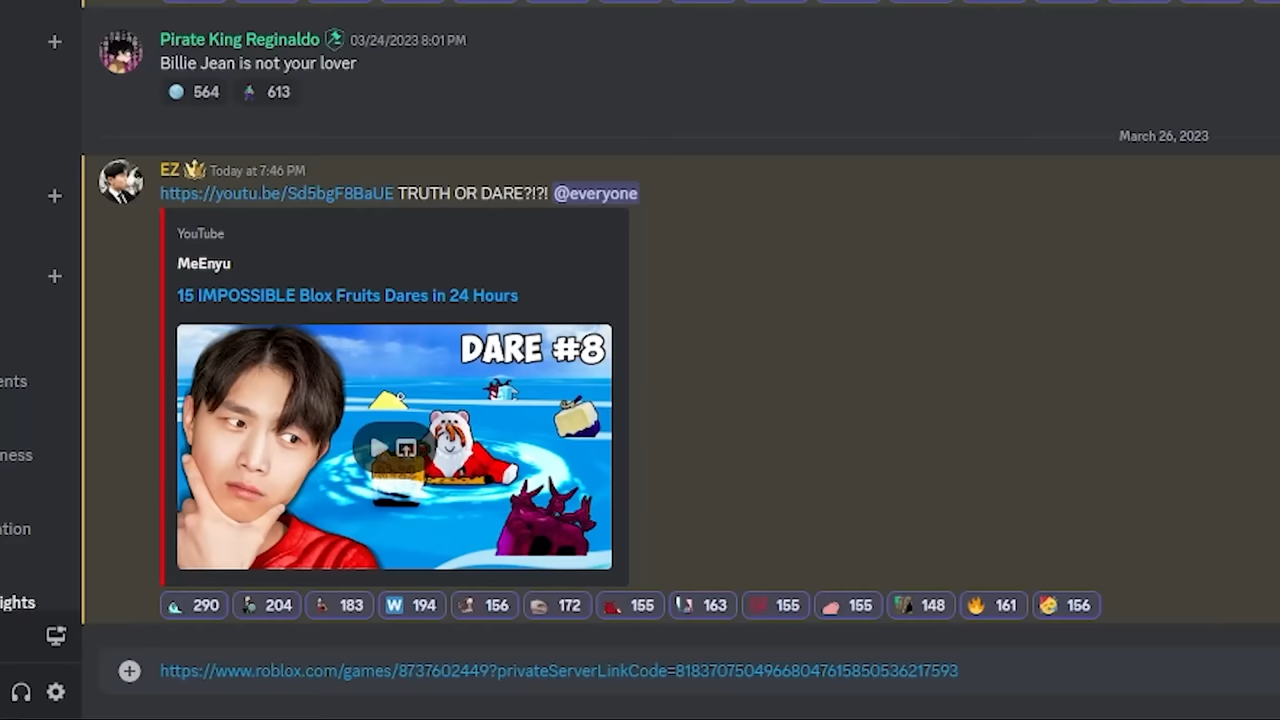 Pirate King Reginaldo 03/24/2023 8:01 PM
Billie Jean is not your lover
564 613
March 26, 2023
EZ Today at 7:46 PM
https://youtu.be/Sd5bgF8BaUE TRUTH OR DARE?!?! @everyone
YouTube
MeEnyu
15 IMPOSSIBLE Blox Fruits Dares in 24 Hours
DARE #8
ents
ness
ation
ights
290 204 183 W 194 156 172 155 163 155 155 148 161 156
https://www.roblox.com/games/8737602449?privateServerLinkCode=81837075049668047615850536217593